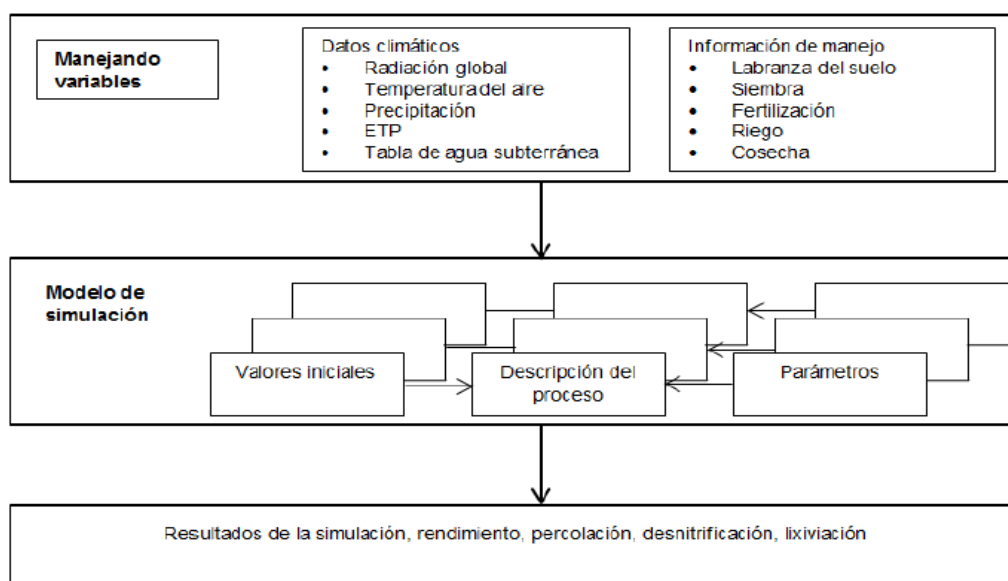 Manejando
variables
Datos climáticos
• Radiación global
• Temperatura del aire
• Precipitación
• ETP
• Tabla de agua subterránea
Información de manejo
• Labranza del suelo
• Siembra
• Fertilización
• Riego
• Cosecha
Modelo de
simulación
Valores iniciales
Descripción del
proceso
Parámetros
Resultados de la simulación, rendimiento, percolación, desnitrificación, lixiviación